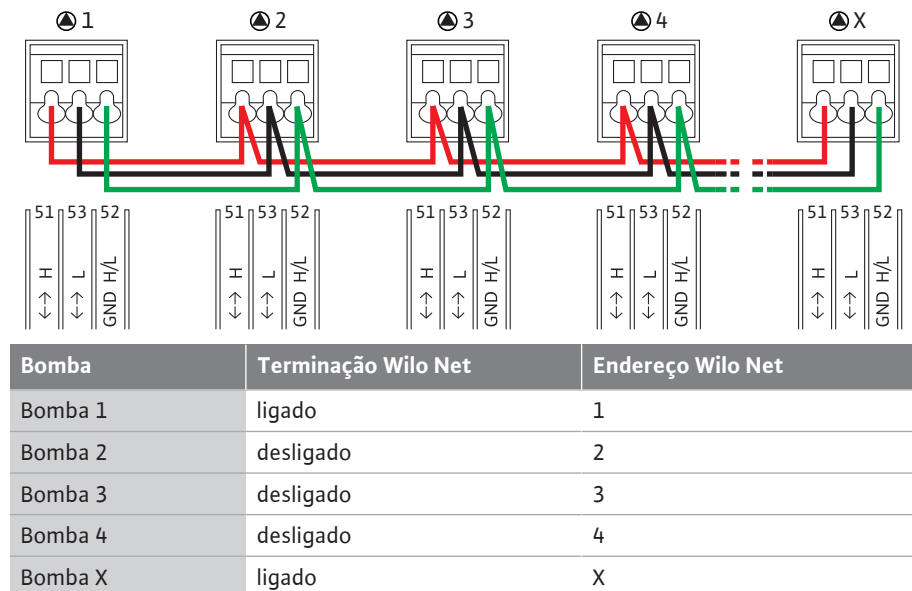 1 2 3 4 X
51 53 52 51 53 52 51 53 52 51 53 52 51 53 52
<-> H <-> L GND H/L <-> H <-> L GND H/L <-> H <-> L GND H/L <-> H <-> L GND H/L <-> H <-> L GND H/L
Bomba Terminação Wilo Net Endereço Wilo Net
Bomba 1 ligado 1
Bomba 2 desligado 2
Bomba 3 desligado 3
Bomba 4 desligado 4
Bomba X ligado X